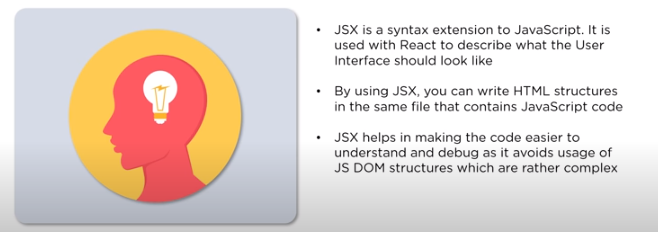 • JSX is a syntax extension to JavaScript. It is
used with React to describe what the User
Interface should look like
• By using JSX, you can write HTML structures
in the same file that contains JavaScript code
• JSX helps in making the code easier to
understand and debug as it avoids usage of
JS DOM structures which are rather complex